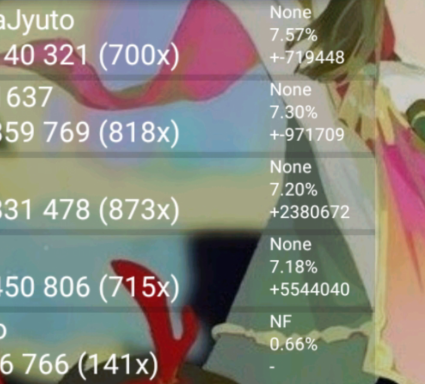 aJyuto
None
7.57%
40 321 (700x)
+-719448
637
None
7.30%
359 769 (818x)
+-971709
None
7.20%
331 478 (873x)
+2380672
None
7.18%
450 806 (715x)
+5544040
NF
0.66%
6 766 (141x)
-